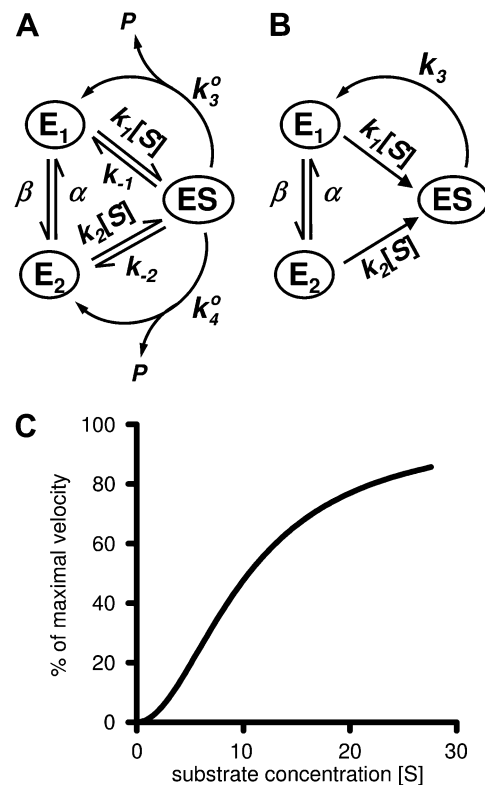 A
P
k₃ᵒ
E₁
k₁[S]
k₋₁
β
α
ES
k₂[S]
k₋₂
E₂
k₄ᵒ
P
B
k₃
E₁
k₁[S]
β
α
ES
k₂[S]
E₂
C
% of maximal velocity
100
80
60
40
20
0
0 10 20 30
substrate concentration [S]